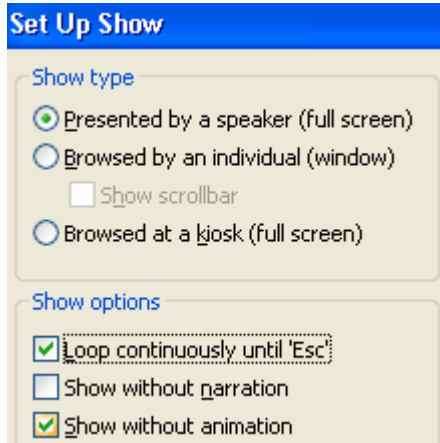 Set Up Show
Show type
Presented by a speaker (full screen)
Browsed by an individual (window)
Show scrollbar
Browsed at a kiosk (full screen)
Show options
Loop continuously until 'Esc'
Show without narration
Show without animation